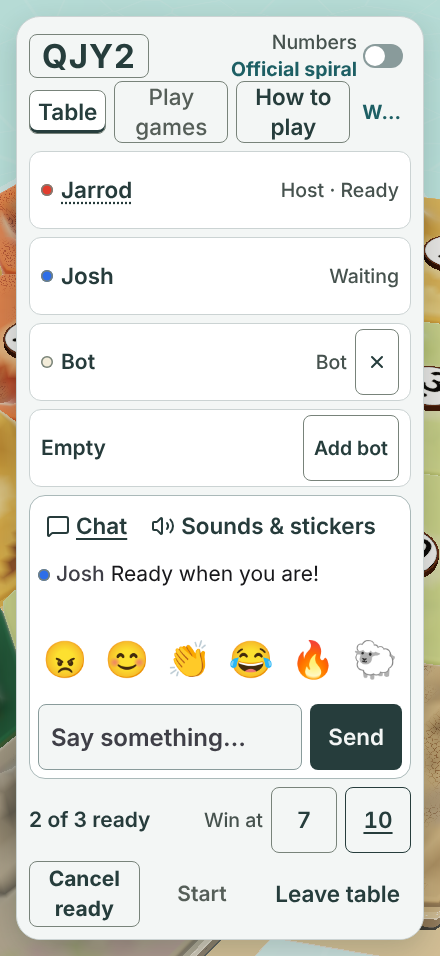 QJY2
Numbers
Official spiral
Table
Play games
How to play
W...
Jarrod
Host · Ready
Josh
Waiting
Bot
Bot
Empty
Add bot
Chat
Sounds & stickers
Josh Ready when you are!
Say something...
Send
2 of 3 ready
Win at
7
10
Cancel ready
Start
Leave table